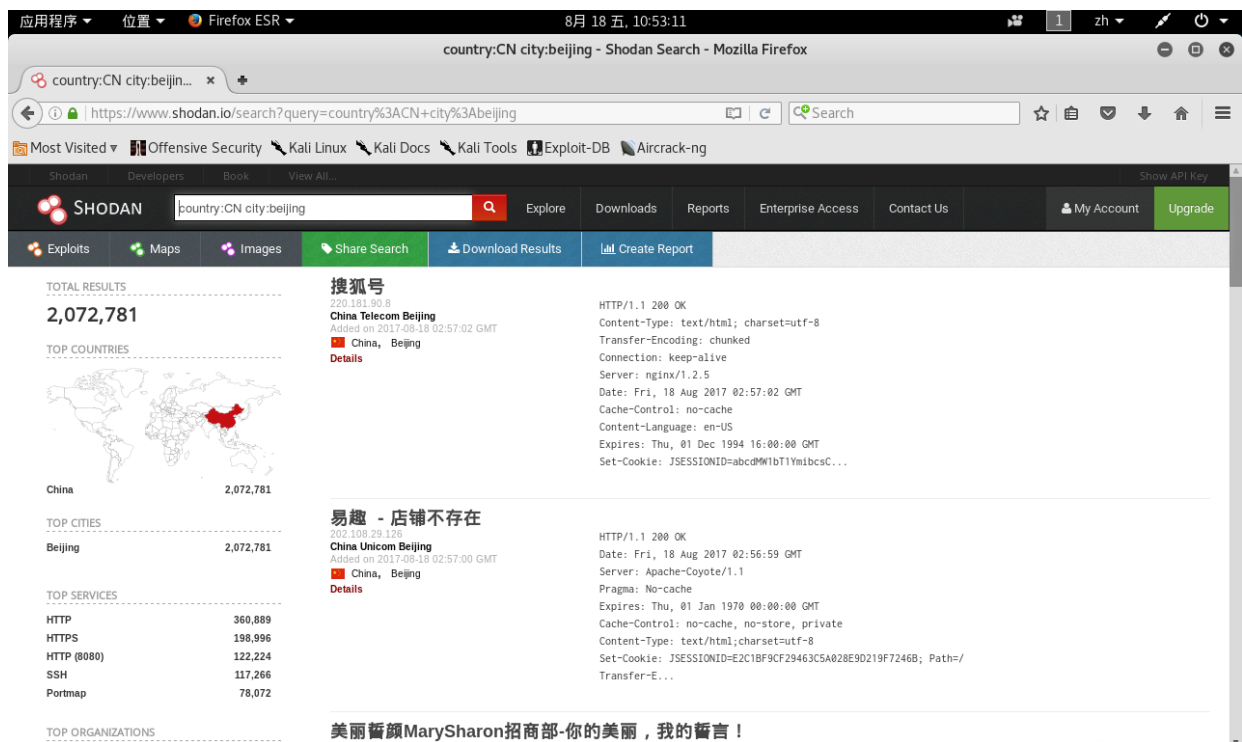 应用程序 位置 Firefox ESR 8月 18 五, 10:53:11 1 zh
country:CN city:beijing - Shodan Search - Mozilla Firefox
country:CN city:beijin...
https://www.shodan.io/search?query=country%3ACN+city%3Abeijing Search
Most Visited Offensive Security Kali Linux Kali Docs Kali Tools Exploit-DB Aircrack-ng
Shodan Developers Book View All... Show API Key
SHODAN country:CN city:beijing Explore Downloads Reports Enterprise Access Contact Us My Account Upgrade
Exploits Maps Images Share Search Download Results Create Report
TOTAL RESULTS
2,072,781
TOP COUNTRIES
China 2,072,781
TOP CITIES
Beijing 2,072,781
TOP SERVICES
HTTP 360,889
HTTPS 198,996
HTTP (8080) 122,224
SSH 117,266
Portmap 78,072
TOP ORGANIZATIONS
搜狐号
220.181.90.8
China Telecom Beijing
Added on 2017-08-18 02:57:02 GMT
China, Beijing
Details
HTTP/1.1 200 OK
Content-Type: text/html; charset=utf-8
Transfer-Encoding: chunked
Connection: keep-alive
Server: nginx/1.2.5
Date: Fri, 18 Aug 2017 02:57:02 GMT
Cache-Control: no-cache
Content-Language: en-US
Expires: Thu, 01 Dec 1994 16:00:00 GMT
Set-Cookie: JSESSIONID=abcdMW1bT1YmibcsC...
易趣 - 店铺不存在
202.108.29.126
China Unicom Beijing
Added on 2017-08-18 02:57:00 GMT
China, Beijing
Details
HTTP/1.1 200 OK
Date: Fri, 18 Aug 2017 02:56:59 GMT
Server: Apache-Coyote/1.1
Pragma: No-cache
Expires: Thu, 01 Jan 1970 00:00:00 GMT
Cache-Control: no-cache, no-store, private
Content-Type: text/html;charset=utf-8
Set-Cookie: JSESSIONID=E2C1BF9CF29463C5A028E9D219F7246B; Path=/
Transfer-E...
美丽誓颜MarySharon招商部-你的美丽，我的誓言！